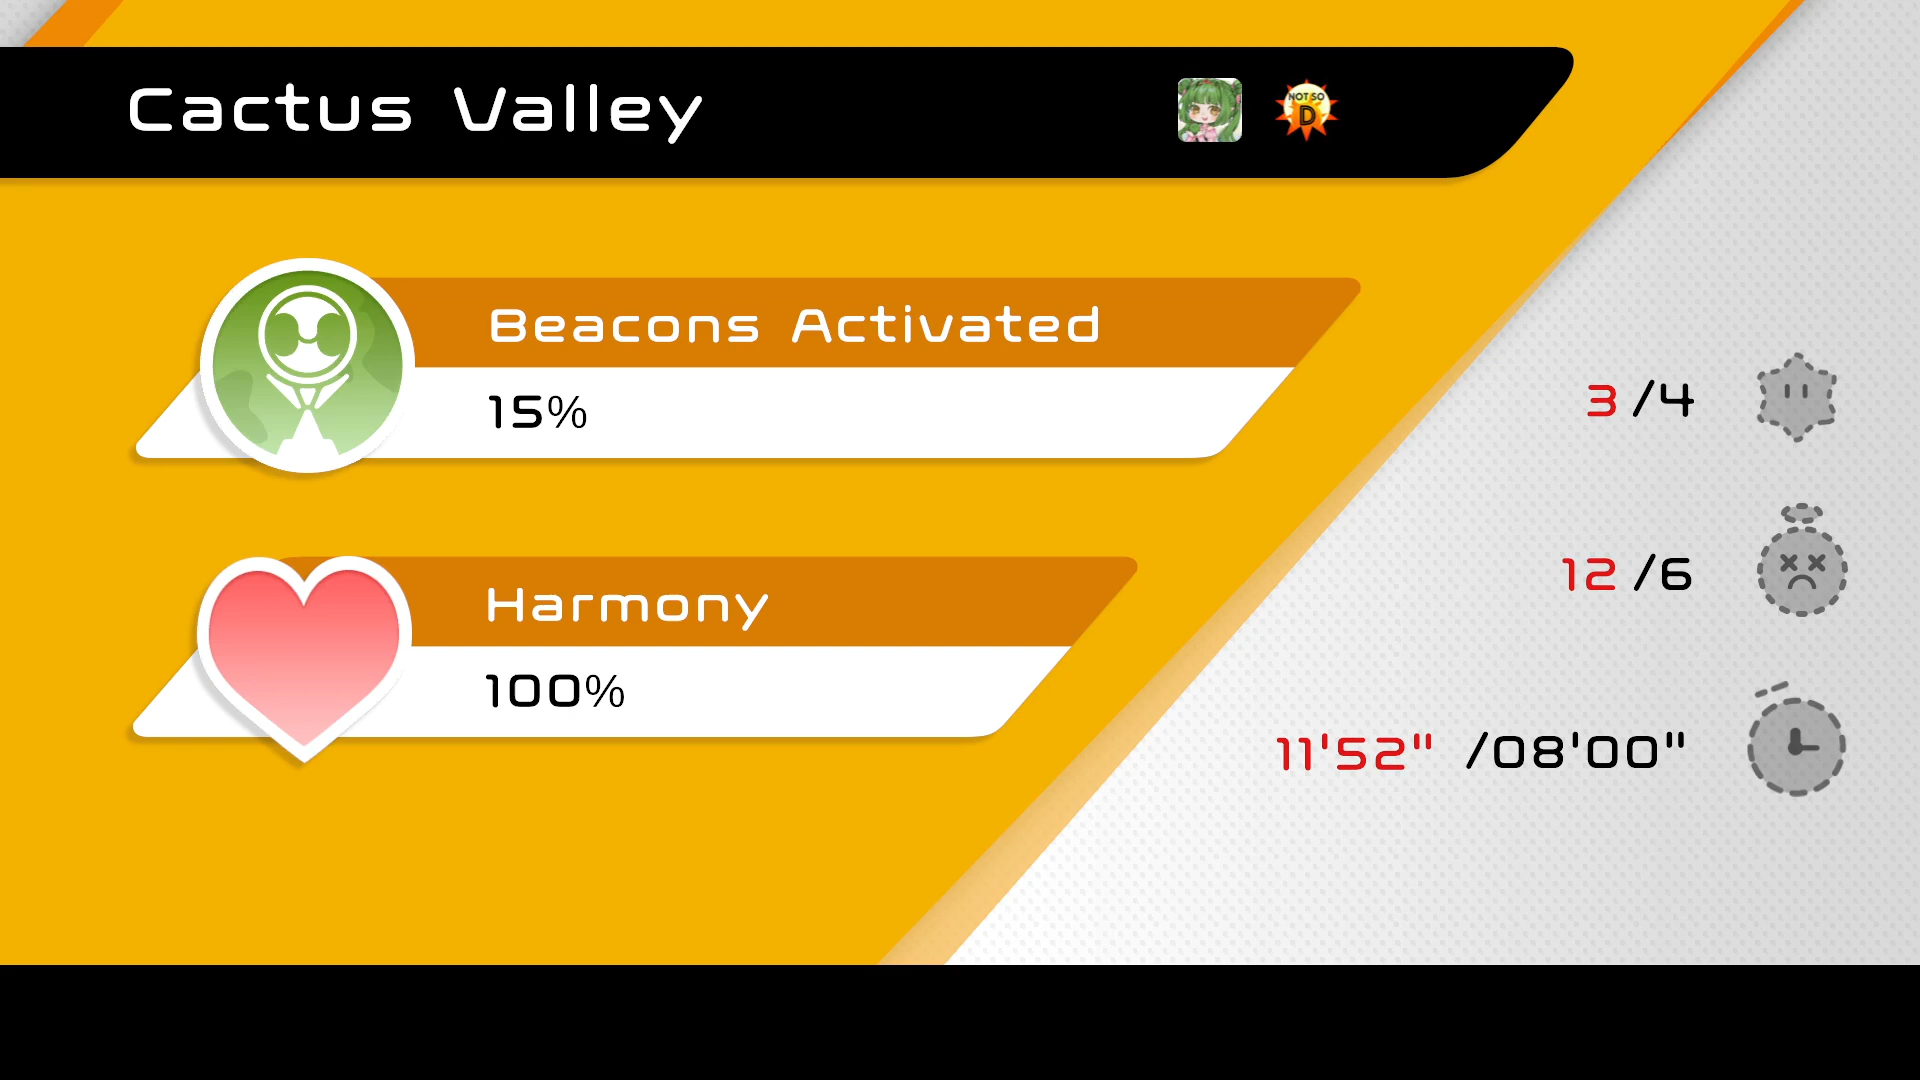 Cactus Valley
NOT SO
D
Beacons Activated
15%
3 /4
12 /6
Harmony
100%
11'52" /08'00"